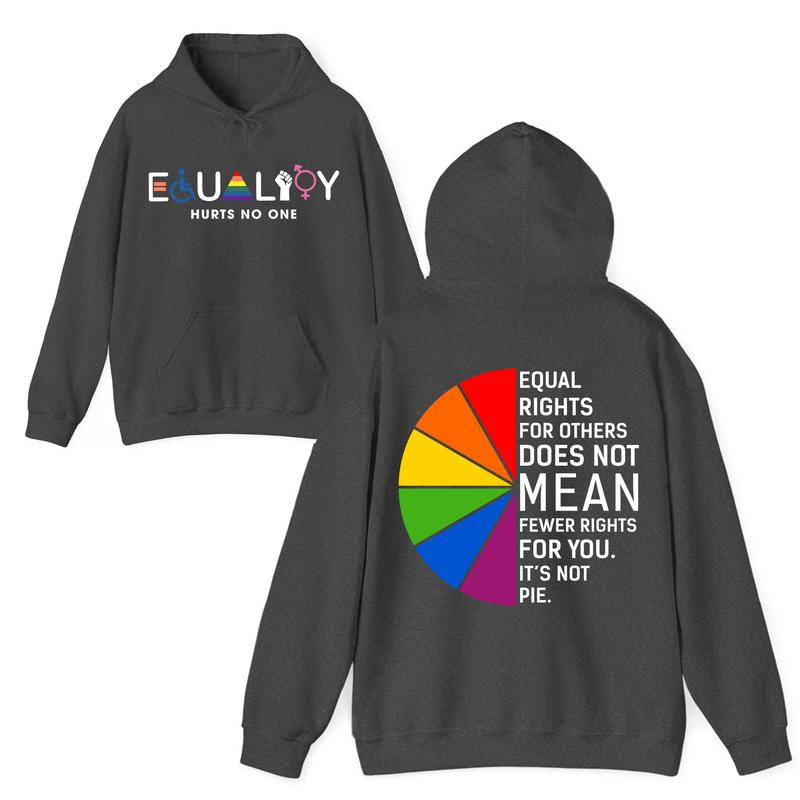 EQUALITY
HURTS NO ONE
EQUAL
RIGHTS
FOR OTHERS
DOES NOT
MEAN
FEWER RIGHTS
FOR YOU.
IT'S NOT
PIE.